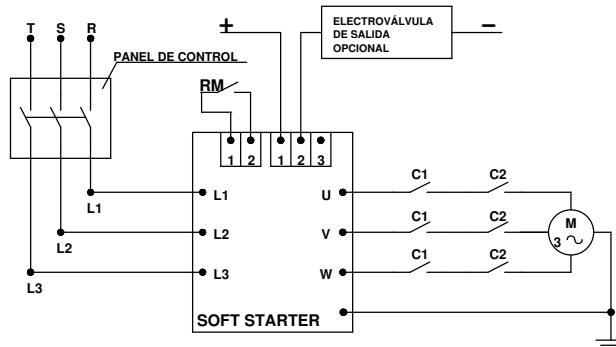 T S R
+
ELECTROVÁLVULA
DE SALIDA
OPCIONAL
–
PANEL DE CONTROL
RM
1 2 1 2 3
L1
L2
L3
L1
L2
L3
U
V
W
C1 C2
C1 C2
C1 C2
M
3
SOFT STARTER